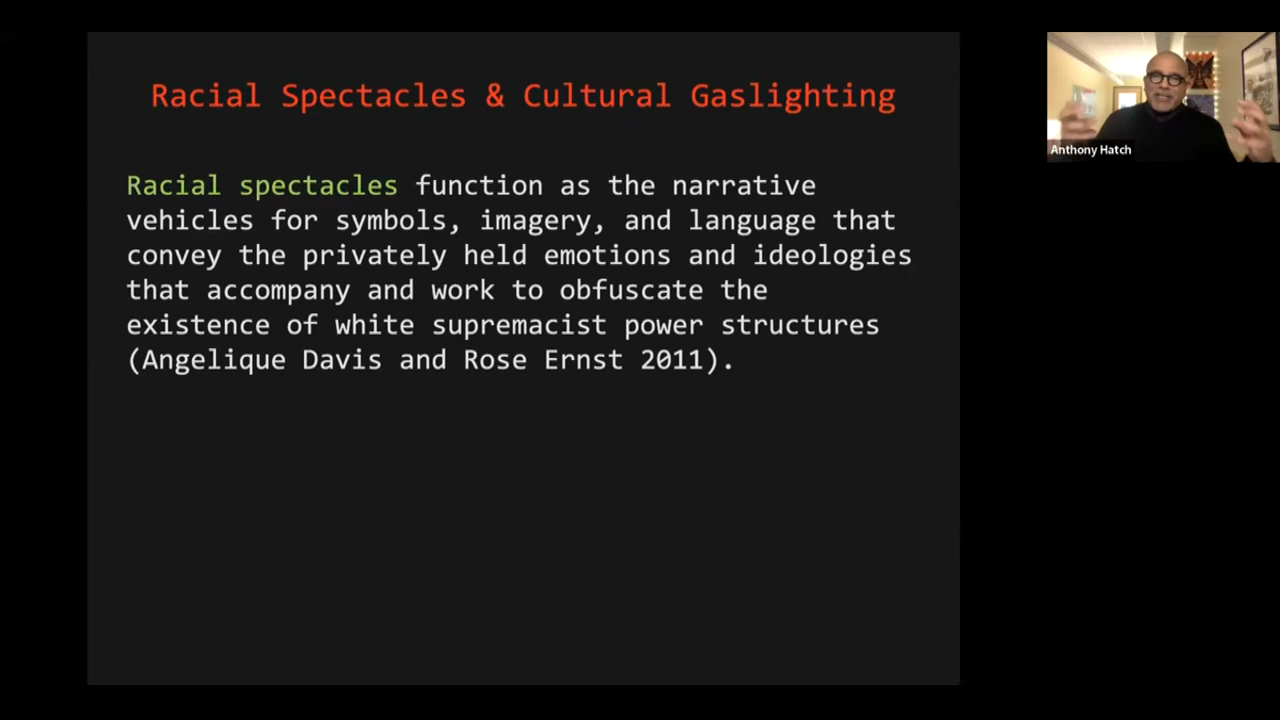 Racial Spectacles & Cultural Gaslighting
Racial spectacles function as the narrative
vehicles for symbols, imagery, and language that
convey the privately held emotions and ideologies
that accompany and work to obfuscate the
existence of white supremacist power structures
(Angelique Davis and Rose Ernst 2011).
Anthony Hatch